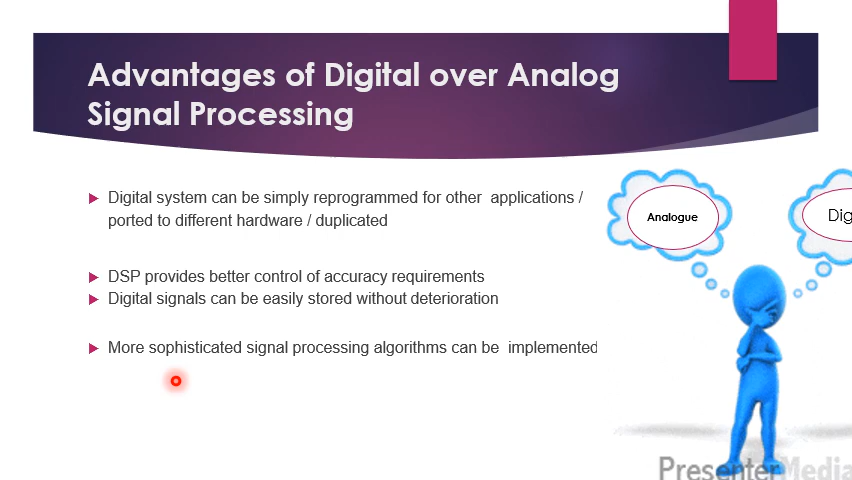 Advantages of Digital over Analog
Signal Processing
Digital system can be simply reprogrammed for other applications /
ported to different hardware / duplicated
DSP provides better control of accuracy requirements
Digital signals can be easily stored without deterioration
More sophisticated signal processing algorithms can be implemented
Analogue
Dig
PresenterMedia